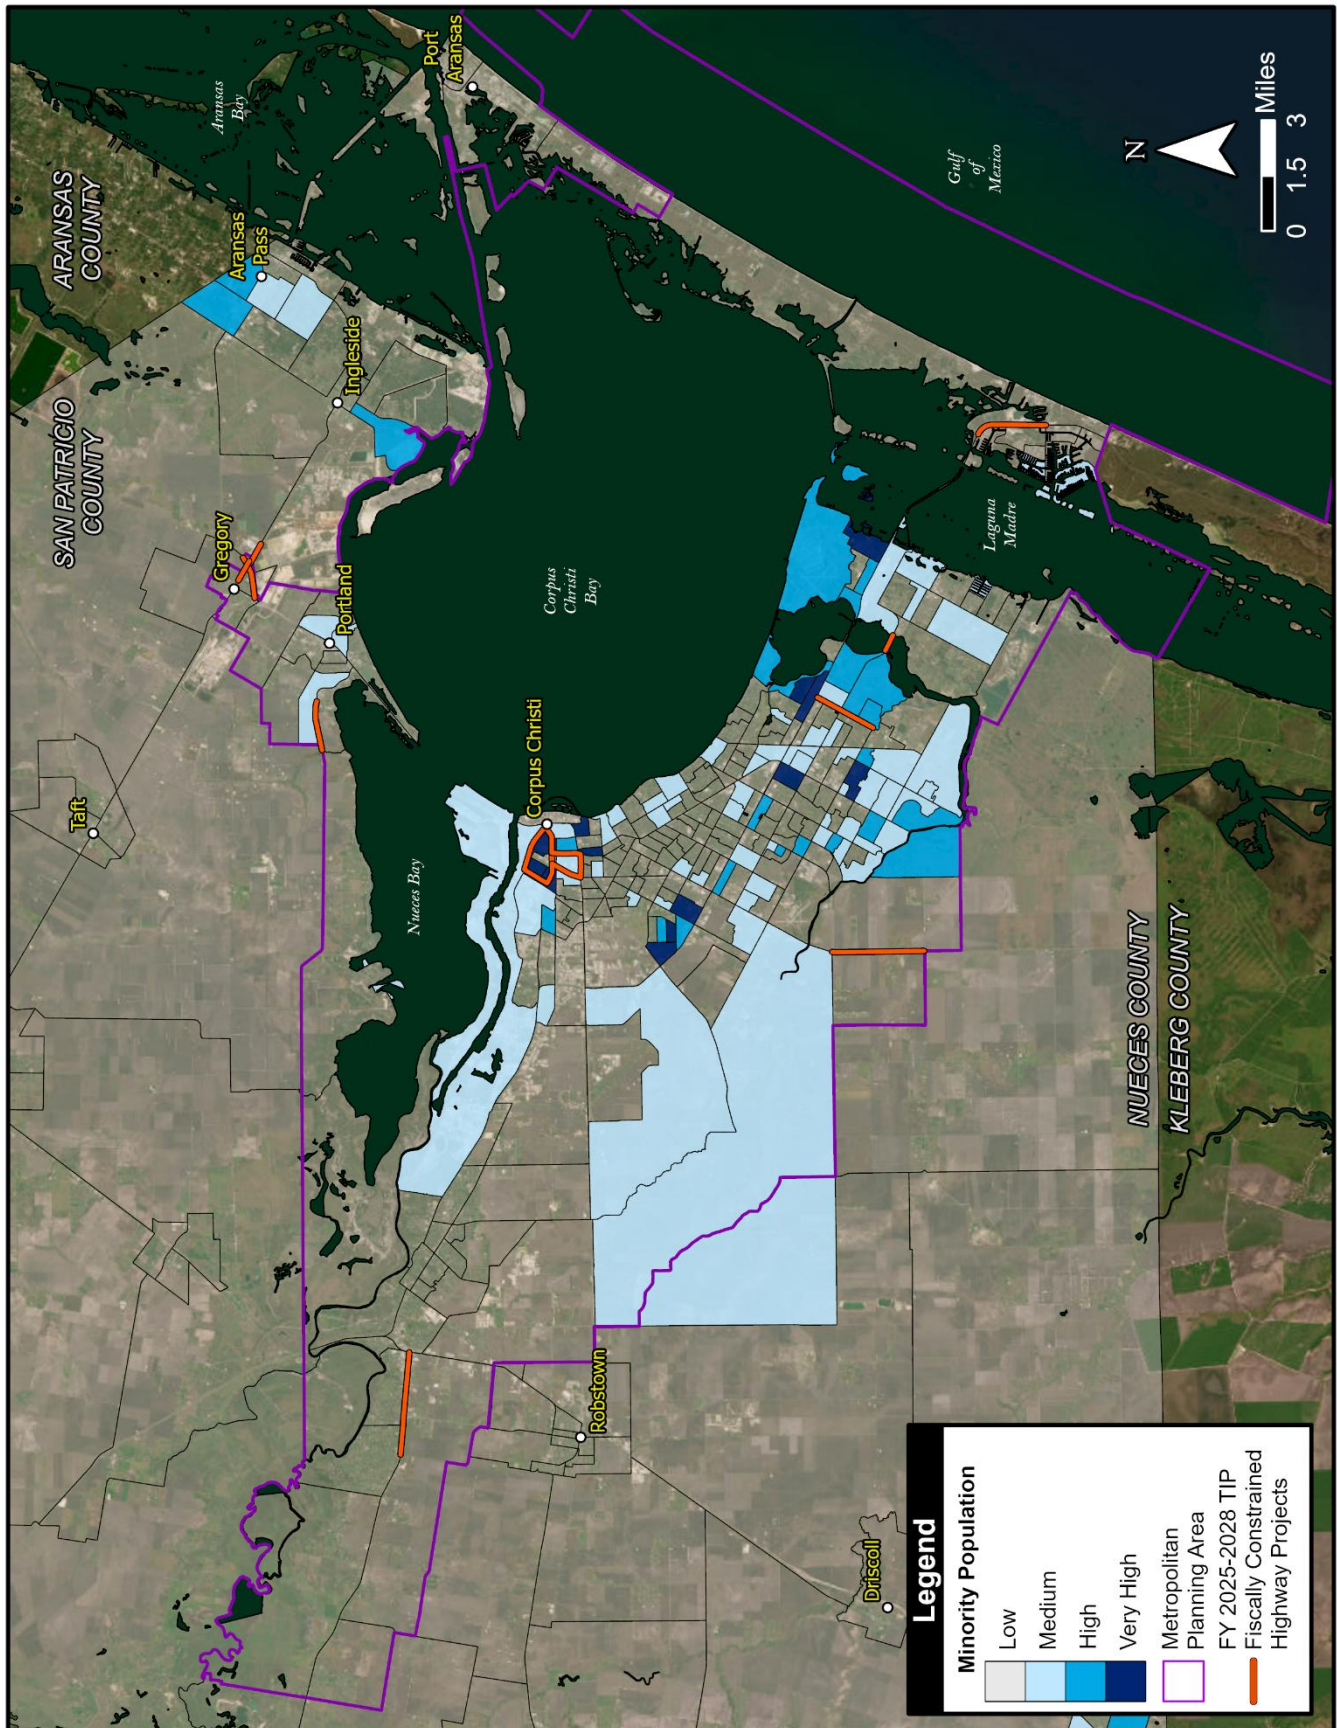 ARANSAS
COUNTY
SAN PATRICIO
COUNTY
Aransas
Bay
Port
Aransas
Aransas
Pass
Ingleside
Gregory
Portland
Taft
Nueces Bay
Corpus Christi
Corpus
Christi
Bay
Gulf
of
Mexico
Laguna
Madre
NUECES COUNTY
KLEBERG COUNTY
Robstown
Driscoll
N
0 1.5 3
Miles
Legend
Minority Population
Low
Medium
High
Very High
Metropolitan
Planning Area
FY 2025-2028 TIP
Fiscally Constrained
Highway Projects